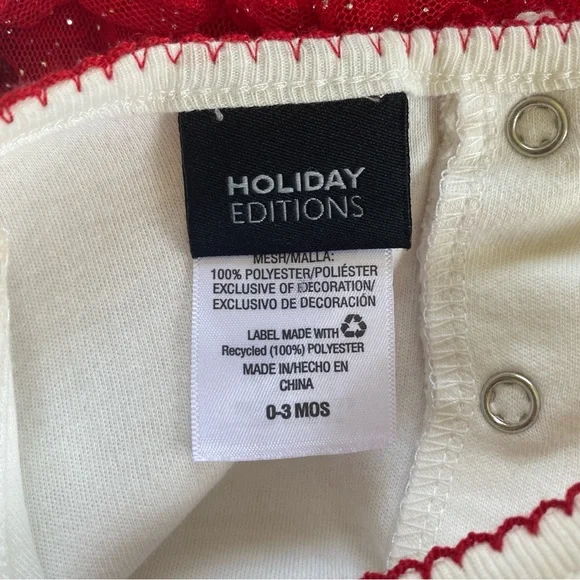 HOLIDAY
EDITIONS
MESH/MALLA:
100% POLYESTER/POLIÉSTER
EXCLUSIVE OF DECORATION/
EXCLUSIVO DE DECORACIÓN
LABEL MADE WITH
Recycled (100%) POLYESTER
MADE IN/HECHO EN
CHINA
0-3 MOS